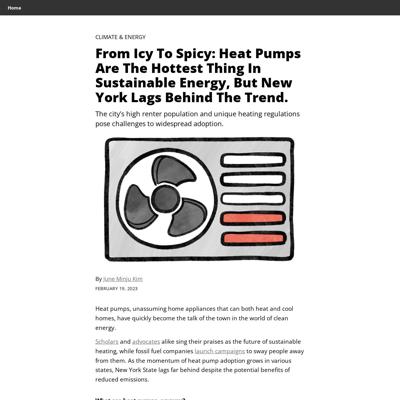 Home
CLIMATE & ENERGY
From Icy To Spicy: Heat Pumps
Are The Hottest Thing In
Sustainable Energy, But New
York Lags Behind The Trend.
The city's high renter population and unique heating regulations
pose challenges to widespread adoption.
By June Minju Kim
FEBRUARY 19, 2023
Heat pumps, unassuming home appliances that can both heat and cool
homes, have quickly become the talk of the town in the world of clean
energy.
Scholars and advocates alike sing their praises as the future of sustainable
heating, while fossil fuel companies launch campaigns to sway people away
from them. As the momentum of heat pump adoption grows in various
states, New York State lags far behind despite the potential benefits of
reduced emissions.